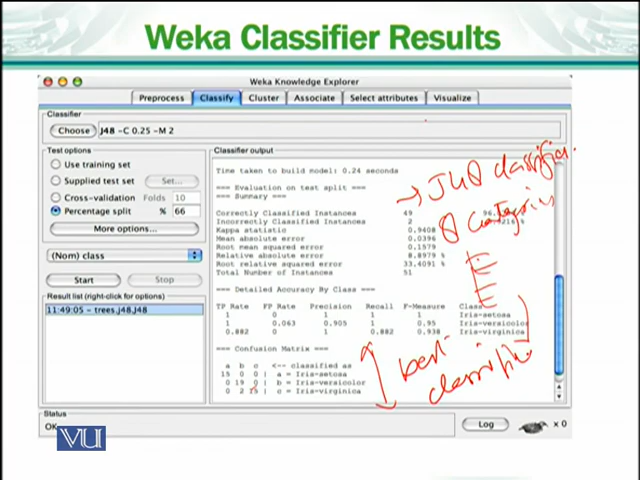 Weka Classifier Results
Weka Knowledge Explorer
Preprocess Classify Cluster Associate Select attributes Visualize
Classifier
Choose J48 -C 0.25 -M 2
Test options
Use training set
Supplied test set Set...
Cross-validation Folds 10
Percentage split % 66
More options...
(Nom) class
Start Stop
Result list (right-click for options)
11:49:05 - trees.j48.J48
Classifier output
Time taken to build model: 0.24 seconds
=== Evaluation on test split ===
=== Summary ===
Correctly Classified Instances 49 96.
Incorrectly Classified Instances 2
Kappa statistic 0.9408
Mean absolute error 0.0396
Root mean squared error 0.1579
Relative absolute error 8.8979 %
Root relative squared error 33.4091 %
Total Number of Instances 51
=== Detailed Accuracy By Class ===
TP Rate FP Rate Precision Recall F-Measure Class
1 0 1 1 1 Iris-setosa
1 0.063 0.905 1 0.95 Iris-versicolor
0.882 0 1 0.882 0.938 Iris-virginica
=== Confusion Matrix ===
a b c <-- classified as
15 0 0 | a = Iris-setosa
0 19 0 | b = Iris-versicolor
0 2 15 | c = Iris-virginica
J48 classifier
categories
best
classifier
Status
OK
Log x 0
VU